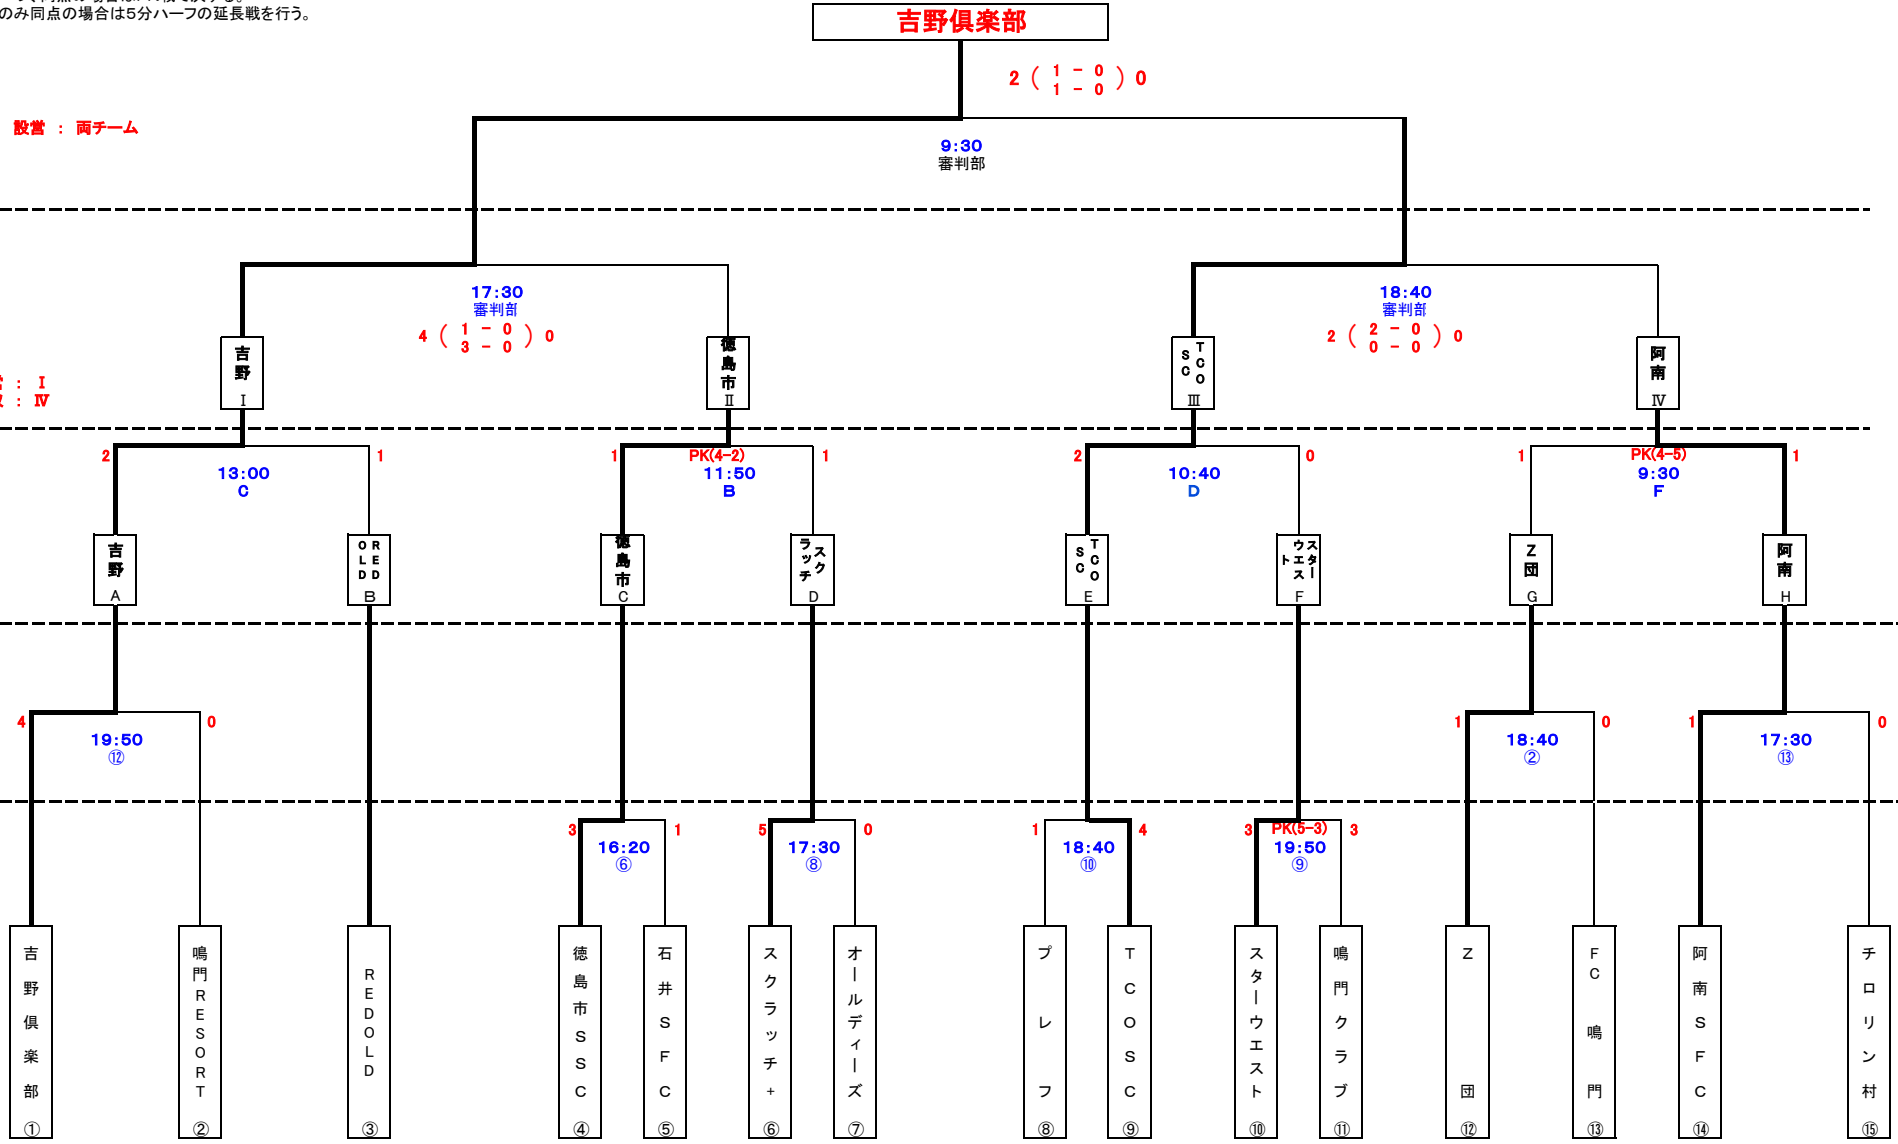 のみ同点の場合は5分ハーフの延長戦を行う。
吉野倶楽部
2 ( 1 - 0 ) 0
1 - 0
設営 : 両チーム
9:30
審判部
17:30
審判部
4 ( 1 - 0 ) 0
3 - 0
18:40
審判部
2 ( 2 - 0 ) 0
0 - 0
吉野 Ⅰ
徳島市 Ⅱ
TCO SC Ⅲ
阿南 Ⅳ
: Ⅰ
: Ⅳ
2 1
13:00
C
1 PK(4-2) 1
11:50
B
2 0
10:40
D
1 PK(4-5) 1
9:30
F
吉野 A
RED OLD B
徳島市 C
スクラッチ D
TCO SC E
スターウエスト F
Z団 G
阿南 H
4 0
19:50
⑫
1 0
18:40
②
1 0
17:30
⑬
3 1
16:20
⑥
5 0
17:30
⑧
1 4
18:40
⑩
3 PK(5-3) 3
19:50
⑨
吉野倶楽部 ①
鳴門RESORT ②
REDOLD ③
徳島市SSC ④
石井SFC ⑤
スクラッチ+ ⑥
オールディーズ ⑦
プレフ ⑧
TCOSC ⑨
スターウエスト ⑩
鳴門クラブ ⑪
Z団 ⑫
FC鳴門 ⑬
阿南SFC ⑭
チロリン村 ⑮